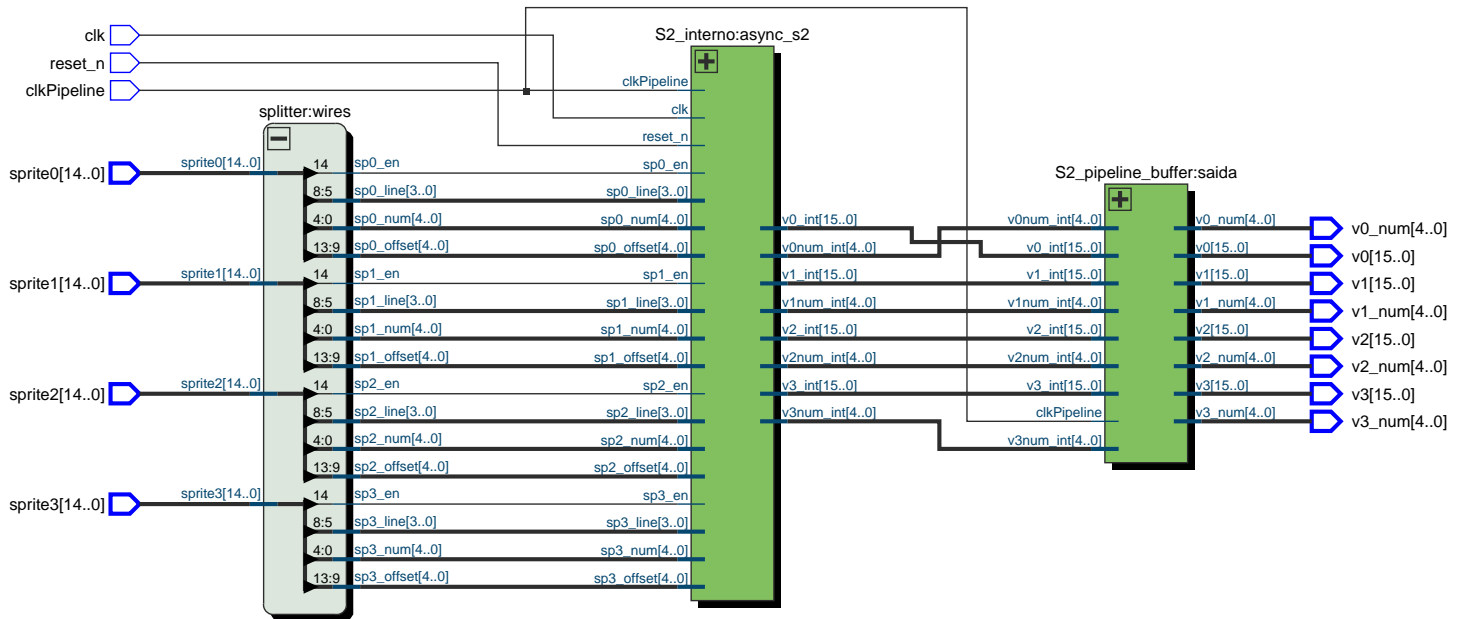 clk
reset_n
clkPipeline
splitter:wires
sprite0[14..0]
sprite0[14..0]
14
sp0_en
8:5
sp0_line[3..0]
4:0
sp0_num[4..0]
13:9
sp0_offset[4..0]
sprite1[14..0]
sprite1[14..0]
14
sp1_en
8:5
sp1_line[3..0]
4:0
sp1_num[4..0]
13:9
sp1_offset[4..0]
sprite2[14..0]
sprite2[14..0]
14
sp2_en
8:5
sp2_line[3..0]
4:0
sp2_num[4..0]
13:9
sp2_offset[4..0]
sprite3[14..0]
sprite3[14..0]
14
sp3_en
8:5
sp3_line[3..0]
4:0
sp3_num[4..0]
13:9
sp3_offset[4..0]
S2_interno:async_s2
clkPipeline
clk
reset_n
sp0_en
sp0_line[3..0]
sp0_num[4..0]
sp0_offset[4..0]
sp1_en
sp1_line[3..0]
sp1_num[4..0]
sp1_offset[4..0]
sp2_en
sp2_line[3..0]
sp2_num[4..0]
sp2_offset[4..0]
sp3_en
sp3_line[3..0]
sp3_num[4..0]
sp3_offset[4..0]
v0_int[15..0]
v0num_int[4..0]
v1_int[15..0]
v1num_int[4..0]
v2_int[15..0]
v2num_int[4..0]
v3_int[15..0]
v3num_int[4..0]
S2_pipeline_buffer:saida
v0num_int[4..0]
v0_int[15..0]
v1_int[15..0]
v1num_int[4..0]
v2_int[15..0]
v2num_int[4..0]
v3_int[15..0]
clkPipeline
v3num_int[4..0]
v0_num[4..0]
v0[15..0]
v1[15..0]
v1_num[4..0]
v2[15..0]
v2_num[4..0]
v3[15..0]
v3_num[4..0]
v0_num[4..0]
v0[15..0]
v1[15..0]
v1_num[4..0]
v2[15..0]
v2_num[4..0]
v3[15..0]
v3_num[4..0]